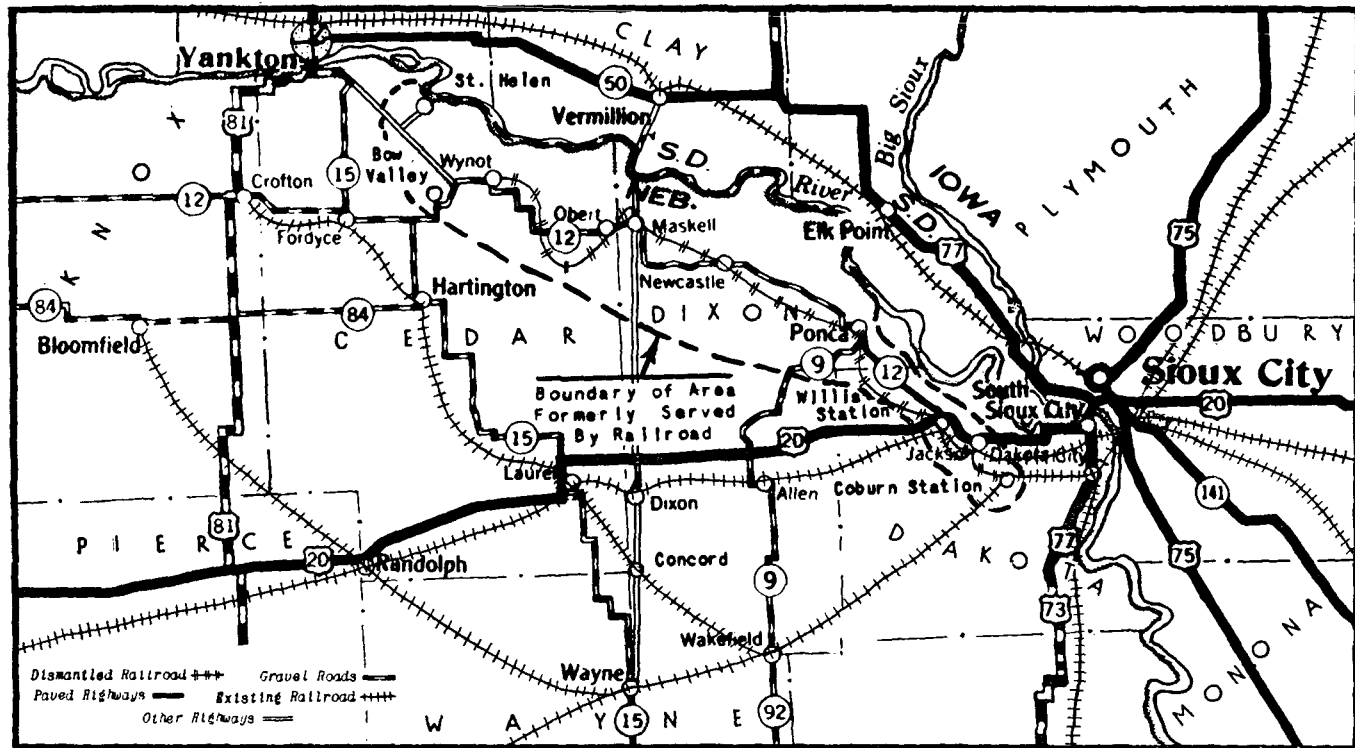 CLAY
Yankton
St. Helen
50
Vermillion
81
KNOX
Bow
Valley
15
Wynot
S.D.
NEB.
River
Big Sioux
IOWA
S.D.
PLYMOUTH
75
12
Crofton
Fordyce
Obert
12
Maskell
Elk Point
77
Newcastle
84
Hartington
84
Bloomfield
CEDAR
DIXON
Ponca
WOODBURY
9
12
Sioux City
South
Sioux City
20
Boundary of Area
Formerly Served
By Railroad
Willis
Station
15
20
Jackson
Dakota City
Laurel
Dixon
Allen
Coburn Station
141
81
PIERCE
20
Randolph
Concord
9
DAKOTA
77
75
73
Wakefield
MONONA
Dismantled Railroad
Gravel Roads
Paved Highways
Existing Railroad
Other Highways
Wayne
WAYNE
15
92